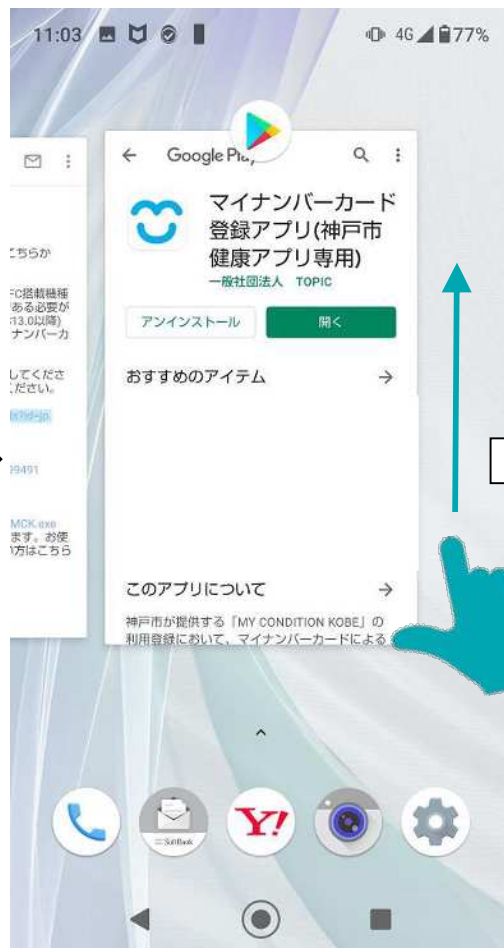 11:03
4G 77%
Google Pla
マイナンバーカード
登録アプリ(神戸市
健康アプリ専用)
一般社団法人 TOPIC
アンインストール
開く
おすすめのアイテム
このアプリについて
神戸市が提供する「MY CONDITION KOBE」の
利用登録において、マイナンバーカードによる
こちらか
FC搭載機種
ある必要が
13.0以降)
ナンバーカ
してくださ
ください。
99491
MCK.exe
ます。お使
い方はこちら
SoftBank
Y!